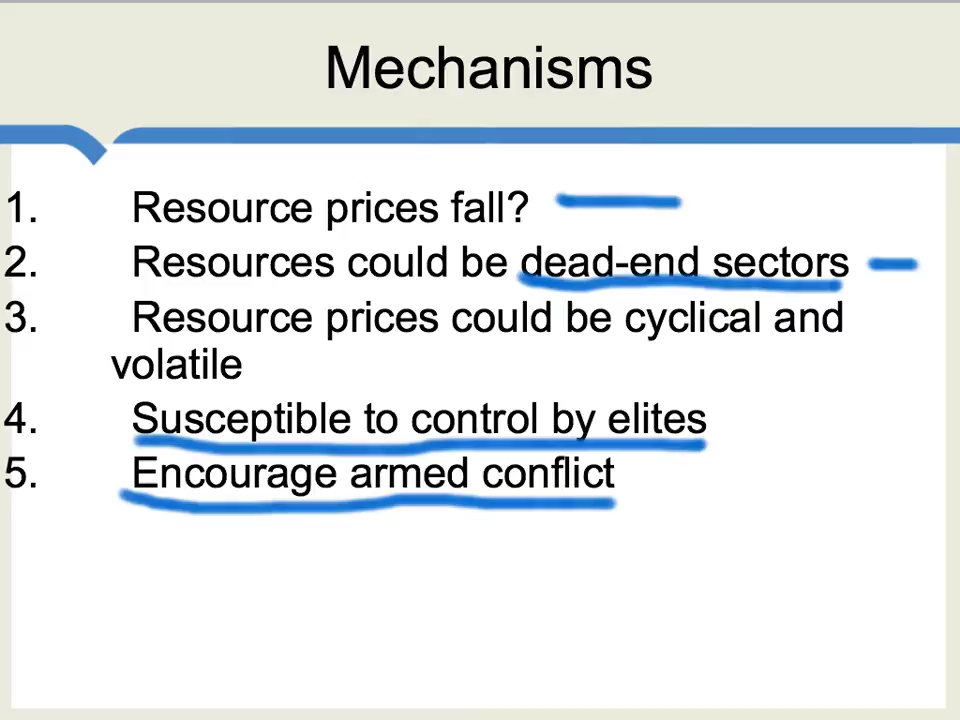 Mechanisms
1. Resource prices fall?
2. Resources could be dead-end sectors
3. Resource prices could be cyclical and
volatile
4. Susceptible to control by elites
5. Encourage armed conflict